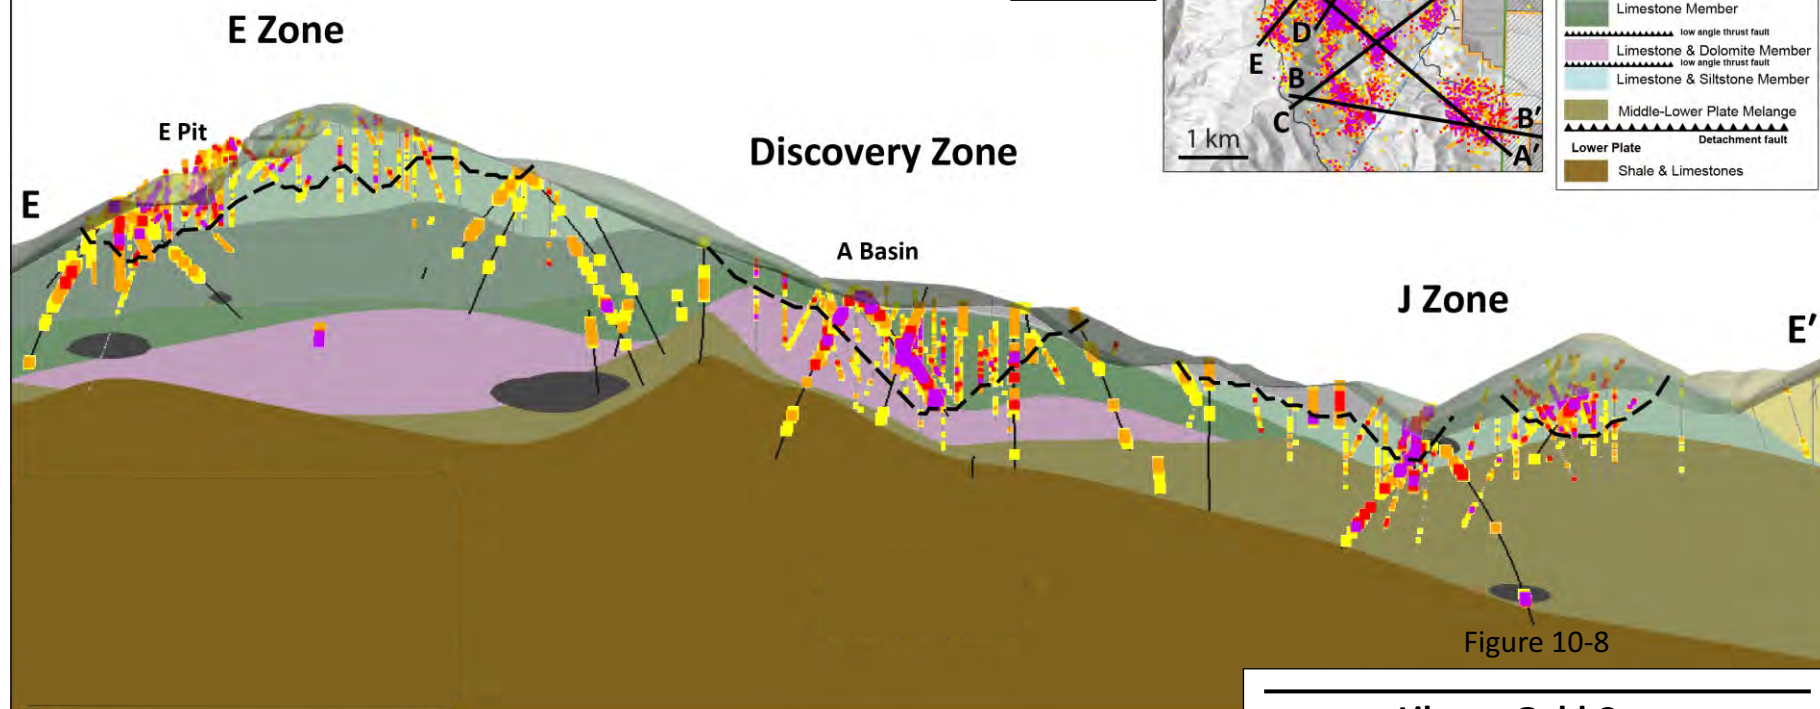 E Zone
E Pit
E
Discovery Zone
A Basin
J Zone
E’
D
E
B
C
B’
A’
1 km
Limestone Member
low angle thrust fault
Limestone & Dolomite Member
low angle thrust fault
Limestone & Siltstone Member
Middle-Lower Plate Melange
Detachment fault
Lower Plate
Shale & Limestones
Figure 10-8